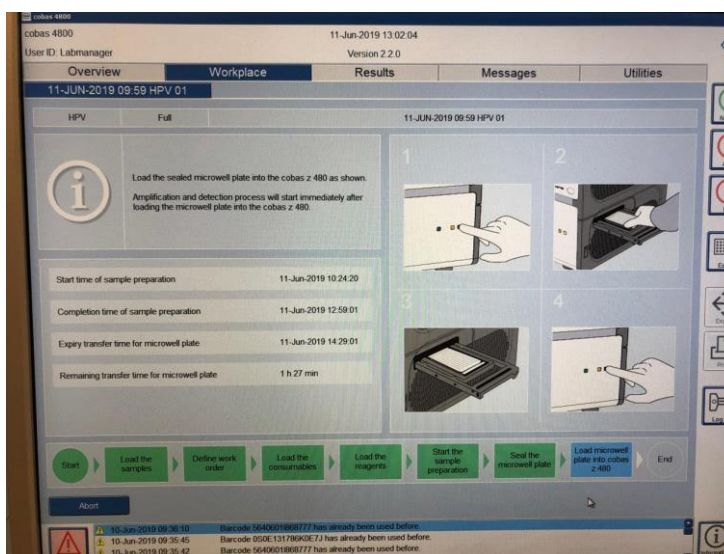 cobas 4800
cobas 4800 11-Jun-2019 13:02:04
User ID: Labmanager Version 2.2.0
Overview Workplace Results Messages Utilities
11-JUN-2019 09:59 HPV 01
HPV Full 11-JUN-2019 09:59 HPV 01
Load the sealed microwell plate into the cobas z 480 as shown.
Amplification and detection process will start immediately after
loading the microwell plate into the cobas z 480.
1 2
Start time of sample preparation 11-Jun-2019 10:24:20
Completion time of sample preparation 11-Jun-2019 12:59:01
Expiry transfer time for microwell plate 11-Jun-2019 14:29:01
Remaining transfer time for microwell plate 1 h 27 min
3 4
Start
Load the
samples
Define work
order
Load the
consumables
Load the
reagents
Start the
sample
preparation
Seal the
microwell plate
Load microwell
plate into cobas
z 480
End
Abort
10-Jun-2019 09:36:10 Barcode 5640601868777 has already been used before.
10-Jun-2019 09:35:45 Barcode 0S0E131786K0E7J has already been used before.
10-Jun-2019 09:35:42 Barcode 5640601868777 has already been used before.